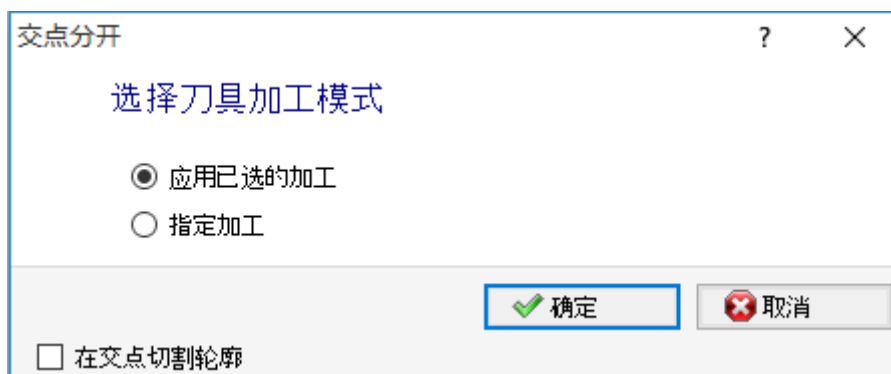 交点分开 ?
选择刀具加工模式
应用已选的加工
指定加工
确定 取消
在交点切割轮廓